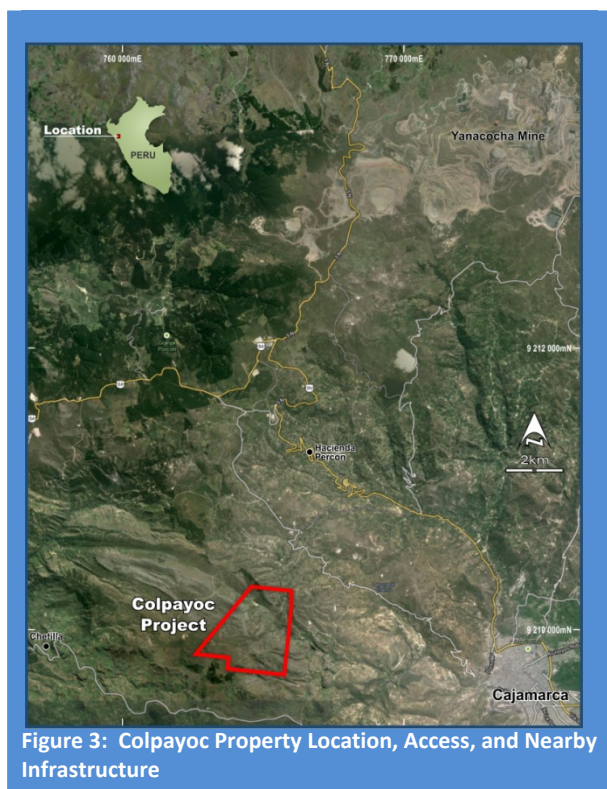 760 000mE
770 000mE
Location
PERU
Yanacocha Mine
9 212 000mN
Hacienda
Percón
2km
Colpayoc
Project
Chetilla
9 210 000mN
Cajamarca
Figure 3: Colpayoc Property Location, Access, and Nearby
Infrastructure